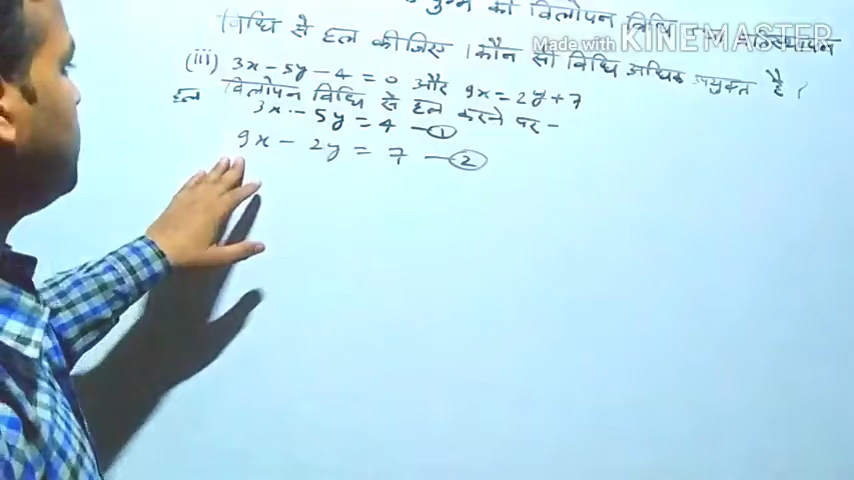 युग्म को विलोपन विधि
विधि से हल कीजिए । कौन सी विधि अधिक उपयुक्त है ?
Made with KINEMASTER
(iii) 3x - 5y - 4 = 0 और 9x = 2y + 7
हल विलोपन विधि से हल करने पर -
3x - 5y = 4 - ①
9x - 2y = 7 - ②